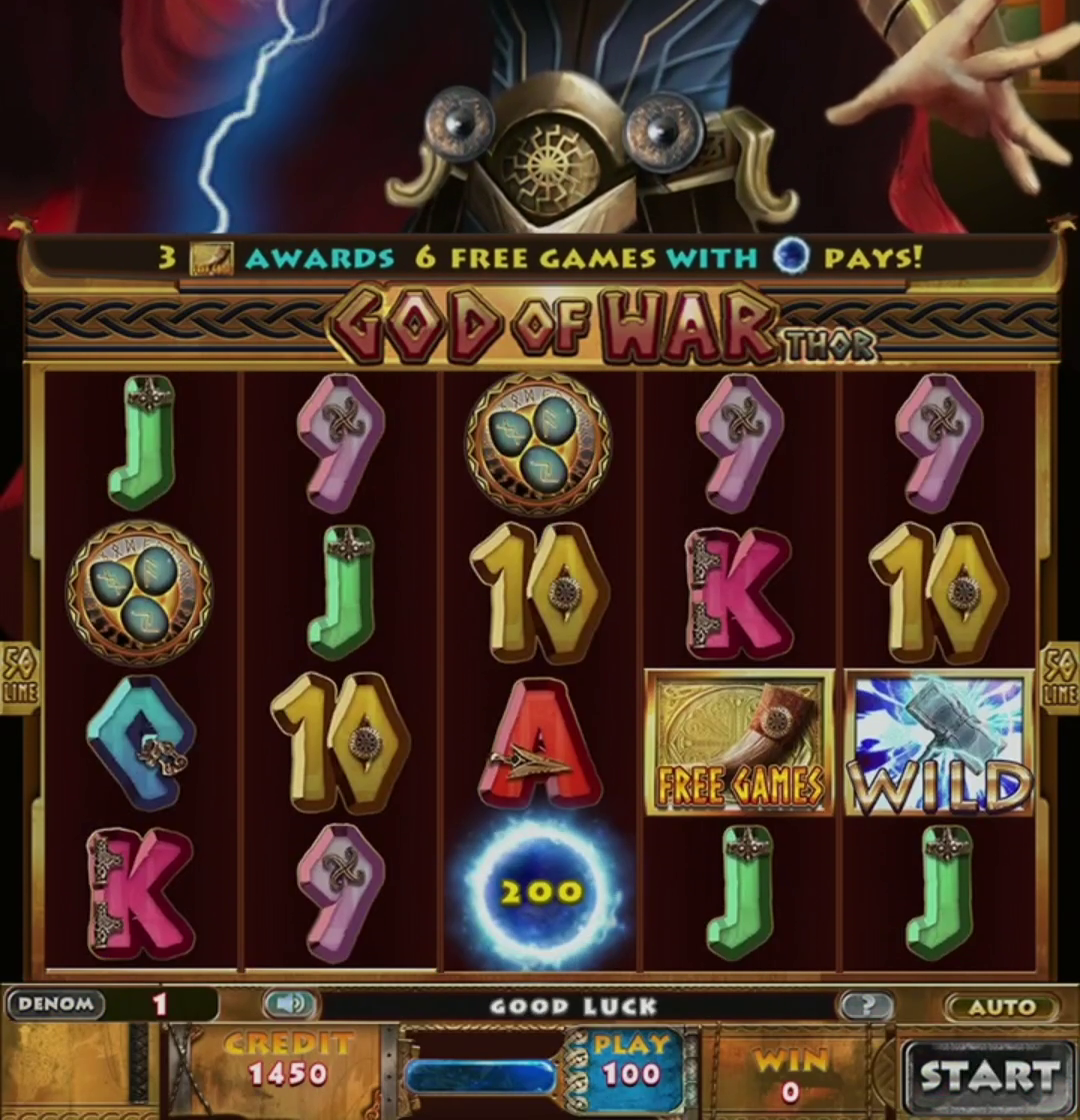 3 AWARDS 6 FREE GAMES WITH PAYS!
GOD OF WAR THOR
J 9 9 9
J 10 K 10
50 LINE
50 LINE
Q 10 A FREE GAMES WILD
K 9 200 J J
DENOM 1 GOOD LUCK ? AUTO
CREDIT 1450
PLAY 100
WIN 0
START